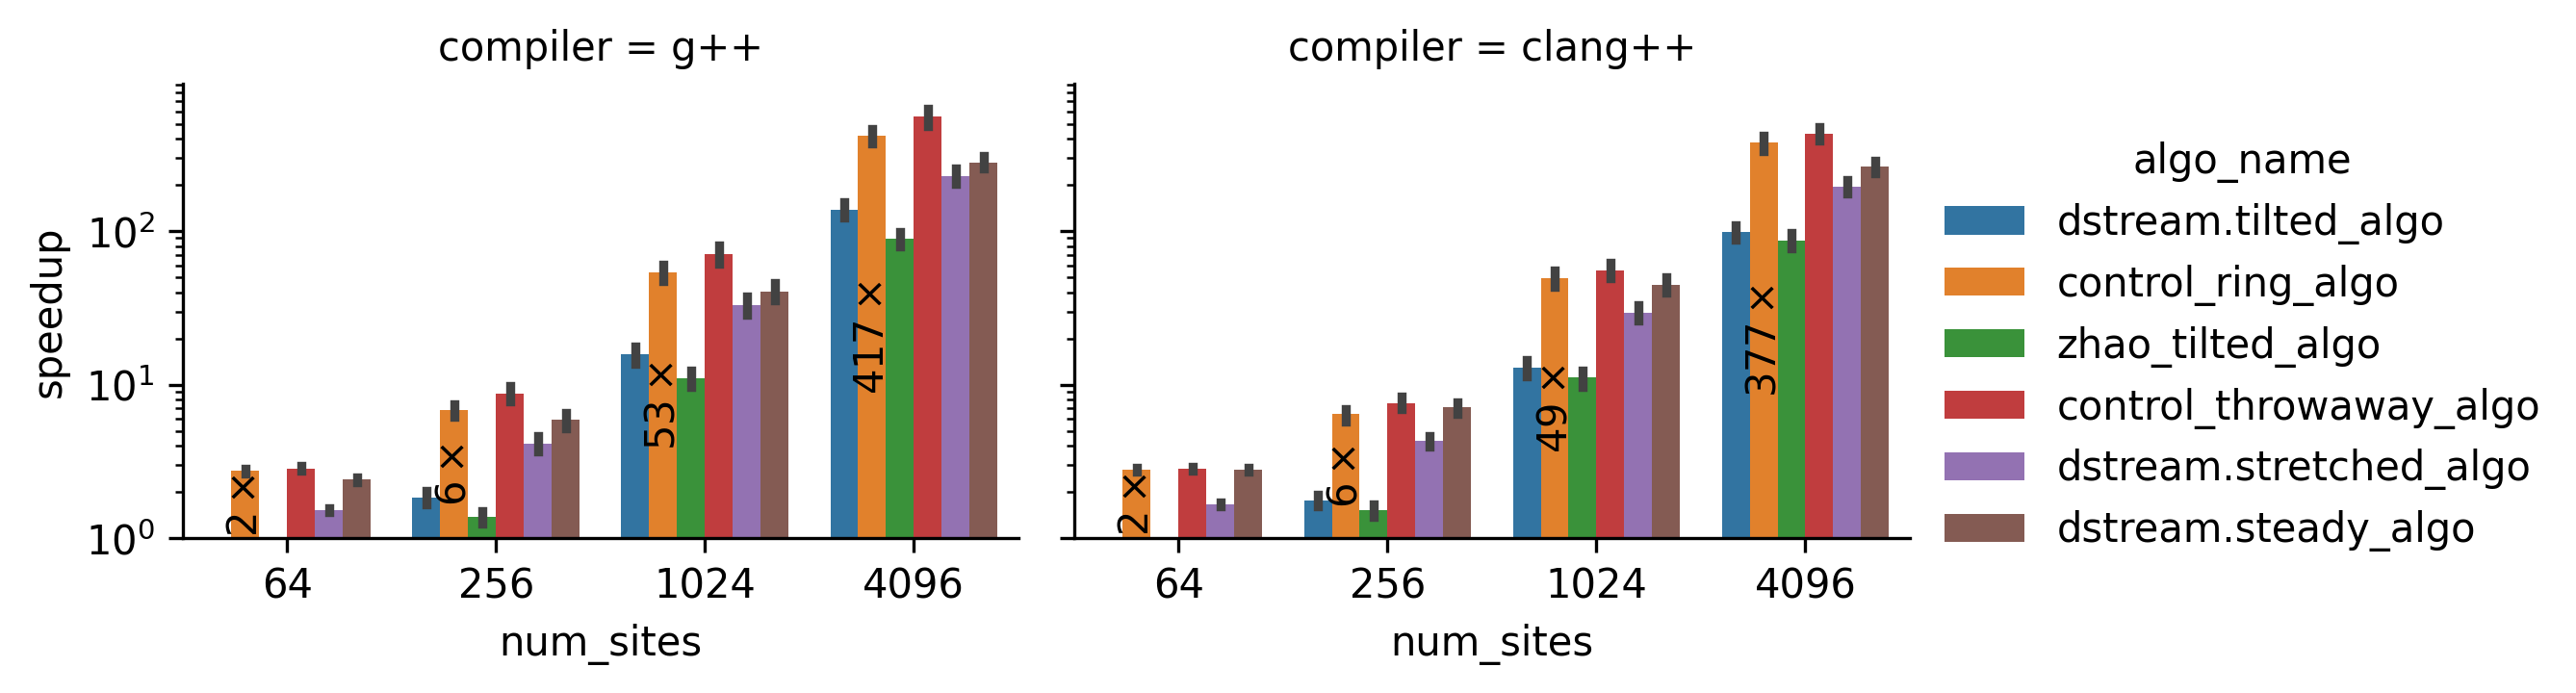 compiler = g++
compiler = clang++
speedup
10²
10¹
10⁰
2×
6×
53×
417×
2×
6×
49×
377×
64
256
1024
4096
64
256
1024
4096
num_sites
num_sites
algo_name
dstream.tilted_algo
control_ring_algo
zhao_tilted_algo
control_throwaway_algo
dstream.stretched_algo
dstream.steady_algo